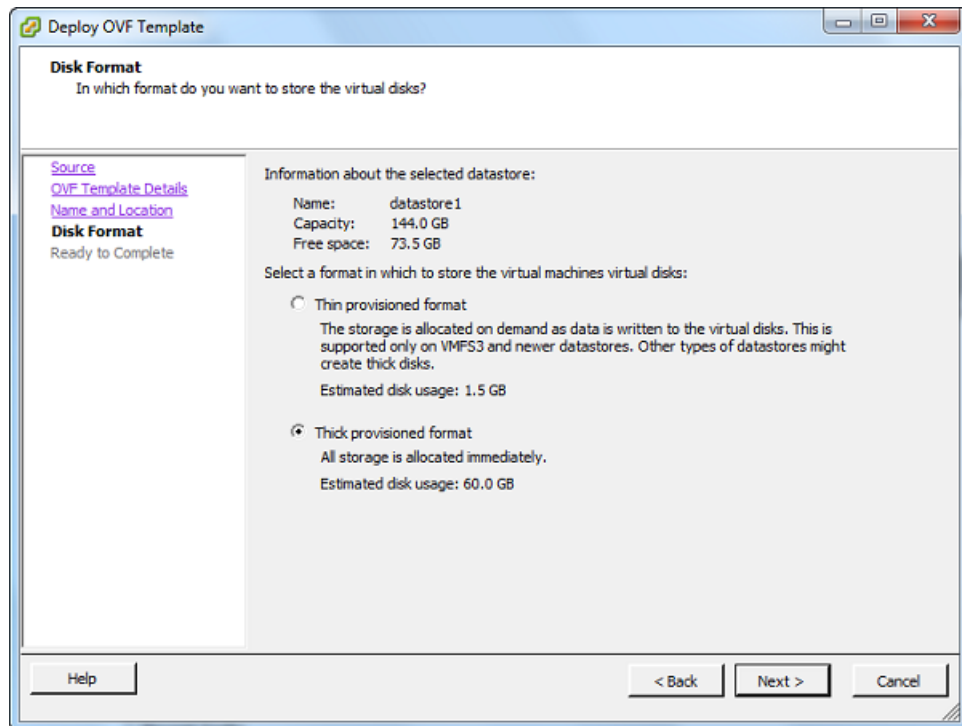 Deploy OVF Template
Disk Format
In which format do you want to store the virtual disks?
Source
OVF Template Details
Name and Location
Disk Format
Ready to Complete
Information about the selected datastore:
Name: datastore1
Capacity: 144.0 GB
Free space: 73.5 GB
Select a format in which to store the virtual machines virtual disks:
Thin provisioned format
The storage is allocated on demand as data is written to the virtual disks. This is
supported only on VMFS3 and newer datastores. Other types of datastores might
create thick disks.
Estimated disk usage: 1.5 GB
Thick provisioned format
All storage is allocated immediately.
Estimated disk usage: 60.0 GB
Help
< Back
Next >
Cancel